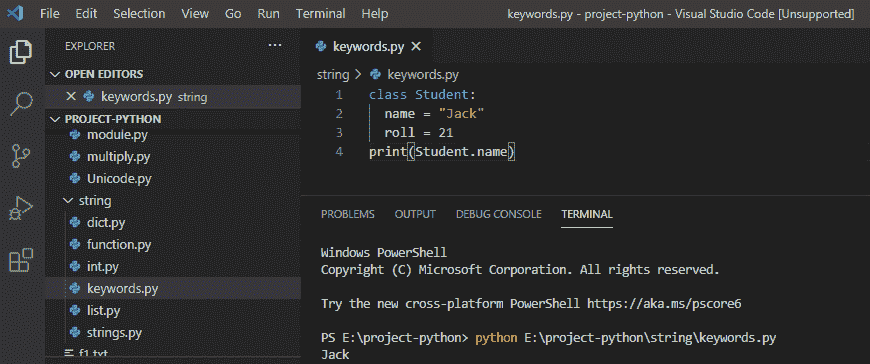 File Edit Selection View Go Run Terminal Help keywords.py - project-python - Visual Studio Code [Unsupported]
EXPLORER ...
OPEN EDITORS
keywords.py string
PROJECT-PYTHON
module.py
multiply.py
Unicode.py
string
dict.py
function.py
int.py
keywords.py
list.py
strings.py
f1.txt
keywords.py
string > keywords.py
1 class Student:
2 name = "Jack"
3 roll = 21
4 print(Student.name)
PROBLEMS OUTPUT DEBUG CONSOLE TERMINAL
Windows PowerShell
Copyright (C) Microsoft Corporation. All rights reserved.
Try the new cross-platform PowerShell https://aka.ms/pscore6
PS E:\project-python> python E:\project-python\string\keywords.py
Jack